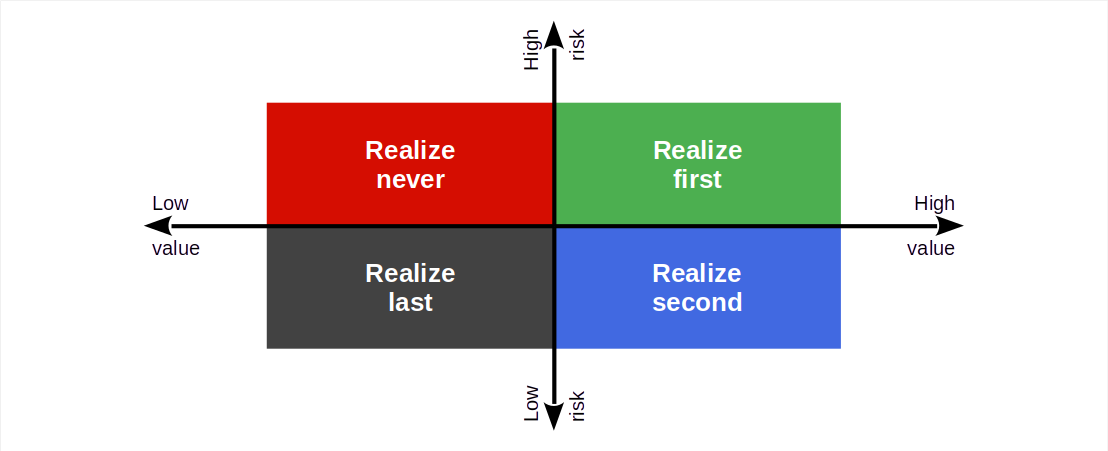 High
risk
Realize
never
Realize
first
Low
value
High
value
Realize
last
Realize
second
Low
risk